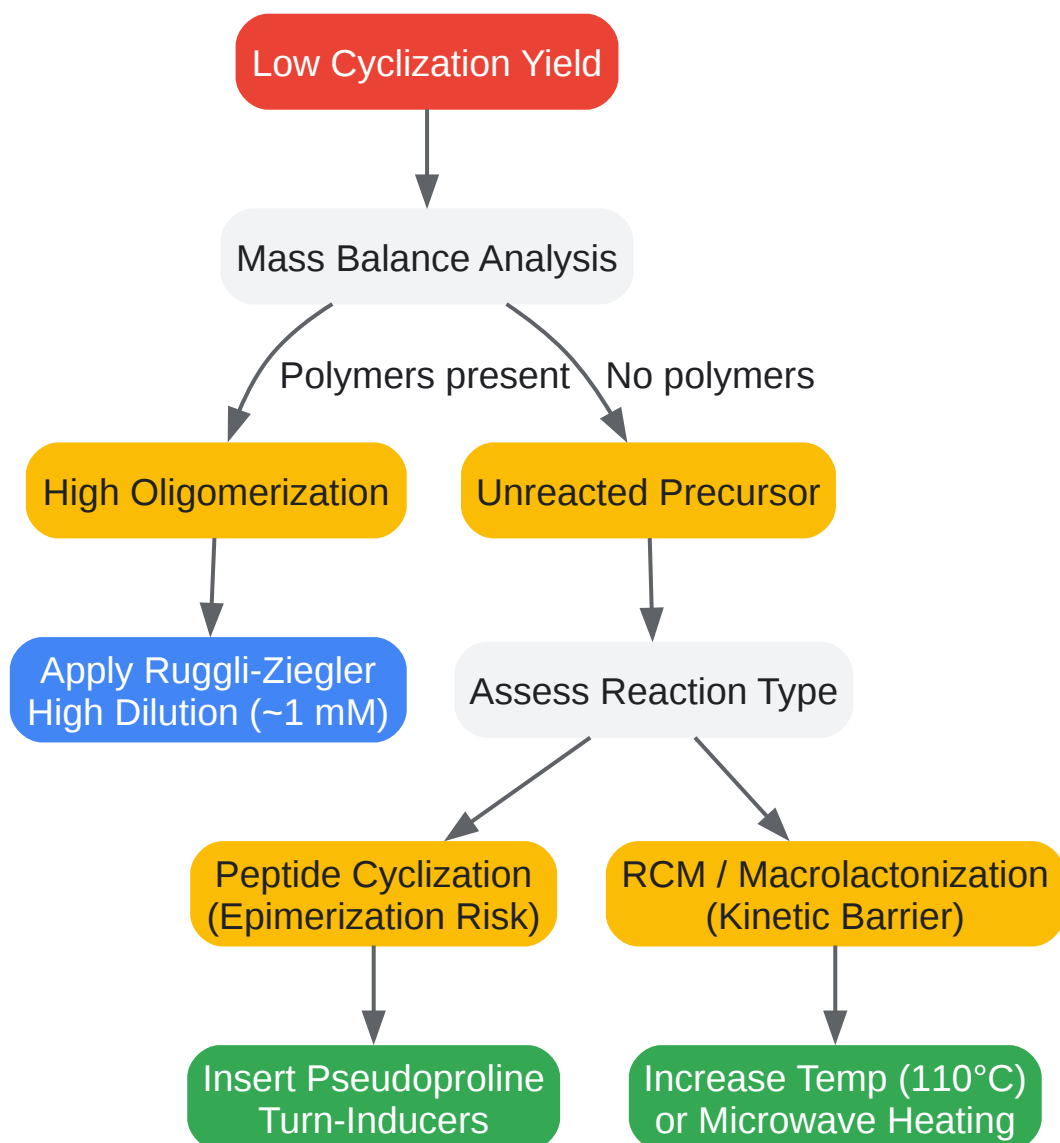 Low Cyclization Yield
Mass Balance Analysis
Polymers present
No polymers
High Oligomerization
Unreacted Precursor
Apply Ruggli-Ziegler
High Dilution (~1 mM)
Assess Reaction Type
Peptide Cyclization
(Epimerization Risk)
RCM / Macrolactonization
(Kinetic Barrier)
Insert Pseudoproline
Turn-Inducers
Increase Temp (110°C)
or Microwave Heating